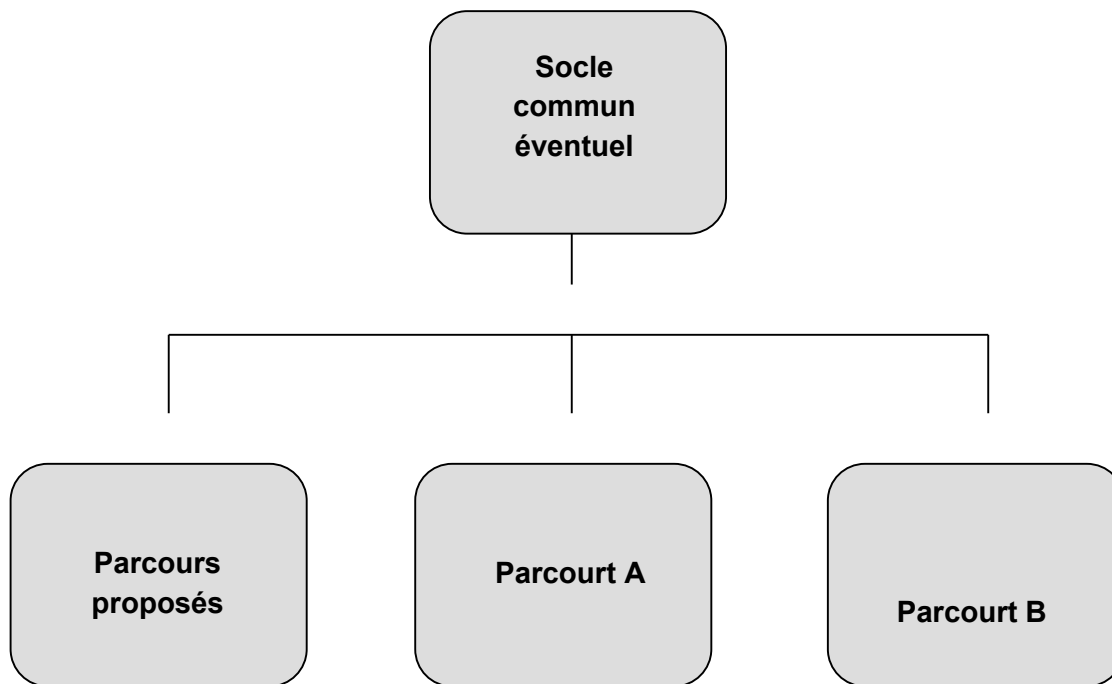 Socle
commun
éventuel
Parcours
proposés
Parcourt A
Parcourt B